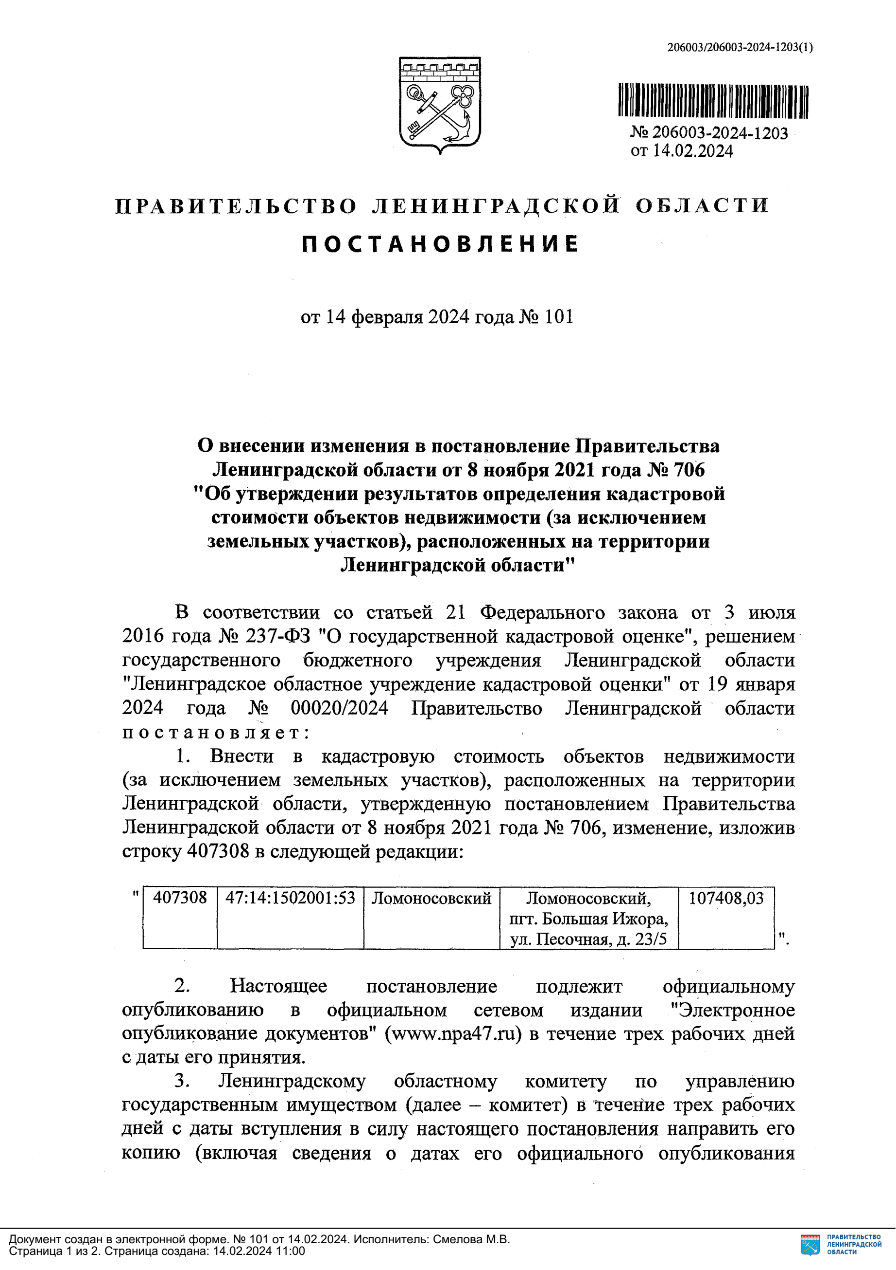 206003/206003-2024-1203(1)
№ 206003-2024-1203
от 14.02.2024
ПРАВИТЕЛЬСТВО ЛЕНИНГРАДСКОЙ ОБЛАСТИ
ПОСТАНОВЛЕНИЕ
от 14 февраля 2024 года № 101
О внесении изменения в постановление Правительства
Ленинградской области от 8 ноября 2021 года № 706
"Об утверждении результатов определения кадастровой
стоимости объектов недвижимости (за исключением
земельных участков), расположенных на территории
Ленинградской области"
В соответствии со статьей 21 Федерального закона от 3 июля
2016 года № 237-ФЗ "О государственной кадастровой оценке", решением
государственного бюджетного учреждения Ленинградской области
"Ленинградское областное учреждение кадастровой оценки" от 19 января
2024 года № 00020/2024 Правительство Ленинградской области
постановляет:
1. Внести в кадастровую стоимость объектов недвижимости
(за исключением земельных участков), расположенных на территории
Ленинградской области, утвержденную постановлением Правительства
Ленинградской области от 8 ноября 2021 года № 706, изменение, изложив
строку 407308 в следующей редакции:
" 407308 47:14:1502001:53 Ломоносовский Ломоносовский, 107408,03
пгт. Большая Ижора,
ул. Песочная, д. 23/5 ".
2. Настоящее постановление подлежит официальному
опубликованию в официальном сетевом издании "Электронное
опубликование документов" (www.npa47.ru) в течение трех рабочих дней
с даты его принятия.
3. Ленинградскому областному комитету по управлению
государственным имуществом (далее – комитет) в течение трех рабочих
дней с даты вступления в силу настоящего постановления направить его
копию (включая сведения о датах его официального опубликования
Документ создан в электронной форме. № 101 от 14.02.2024. Исполнитель: Смелова М.В.
Страница 1 из 2. Страница создана: 14.02.2024 11:00
ПРАВИТЕЛЬСТВО
ЛЕНИНГРАДСКОЙ
ОБЛАСТИ